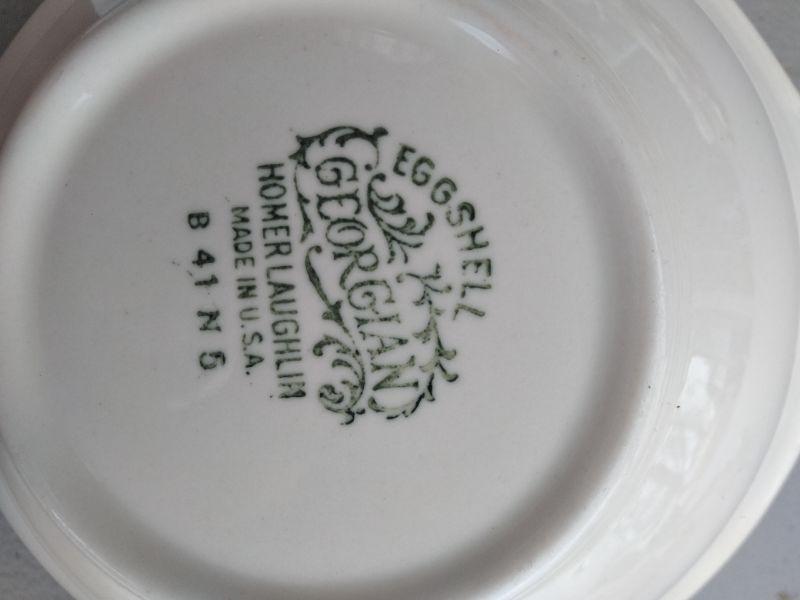 EGGSHELL
GEORGIAN
HOMER LAUGHLIN
MADE IN U.S.A.
B 41 N 5